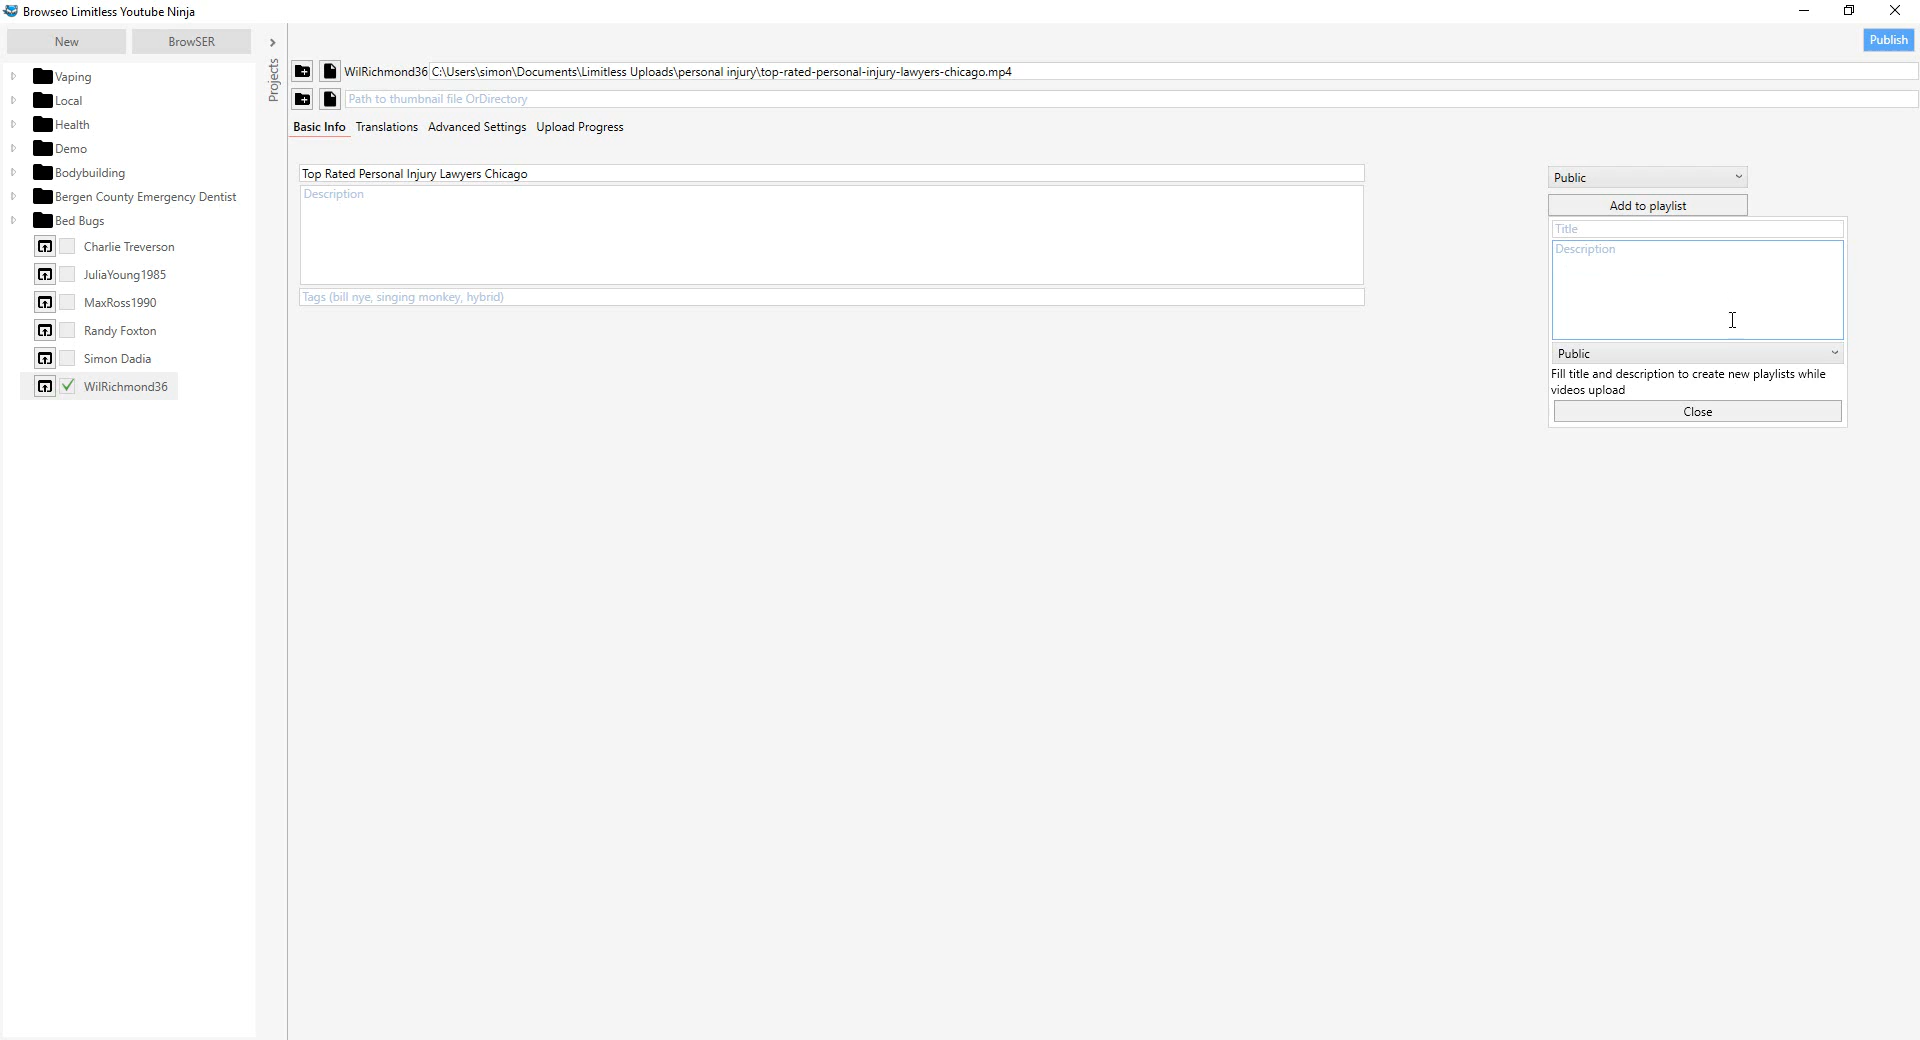 Browseo Limitless Youtube Ninja
New
BrowSER
Projects
Vaping
Local
Health
Demo
Bodybuilding
Bergen County Emergency Dentist
Bed Bugs
Charlie Treverson
JuliaYoung1985
MaxRoss1990
Randy Foxton
Simon Dadia
WilRichmond36
Publish
WilRichmond36 C:\Users\simon\Documents\Limitless Uploads\personal injury\top-rated-personal-injury-lawyers-chicago.mp4
Path to thumbnail file OrDirectory
Basic Info Translations Advanced Settings Upload Progress
Top Rated Personal Injury Lawyers Chicago
Description
Tags (bill nye, singing monkey, hybrid)
Public
Add to playlist
Title
Description
Public
Fill title and description to create new playlists while
videos upload
Close